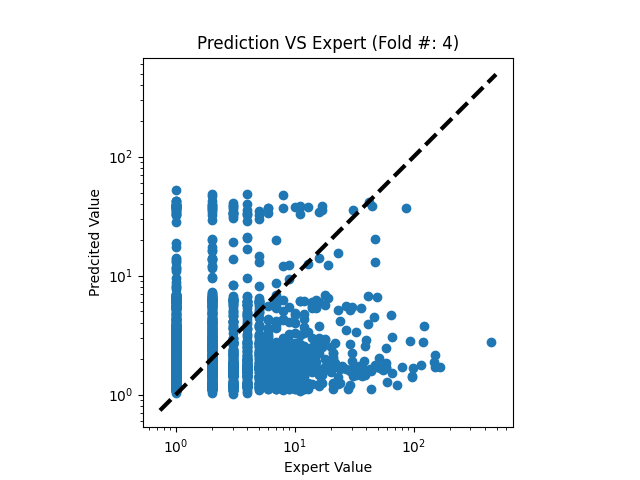 Prediction VS Expert (Fold #: 4)
Predcited Value
10²
10¹
10⁰
10⁰ 10¹ 10²
Expert Value